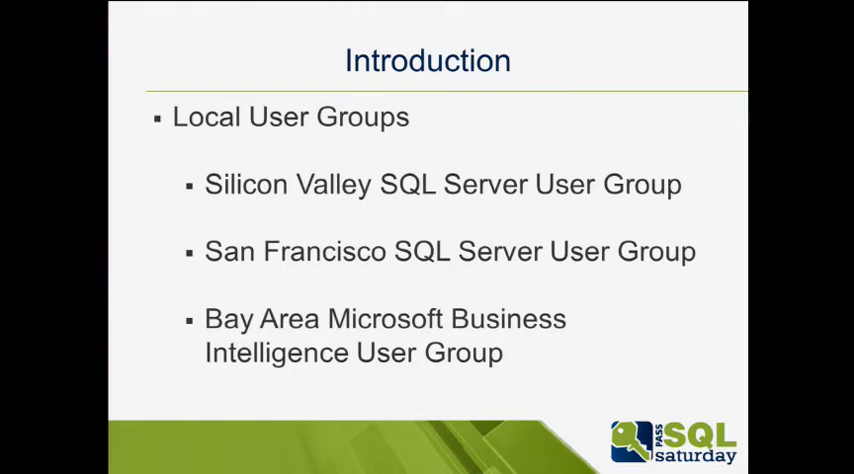 Introduction
▪ Local User Groups
▪ Silicon Valley SQL Server User Group
▪ San Francisco SQL Server User Group
▪ Bay Area Microsoft Business
Intelligence User Group
PASS SQL
saturday